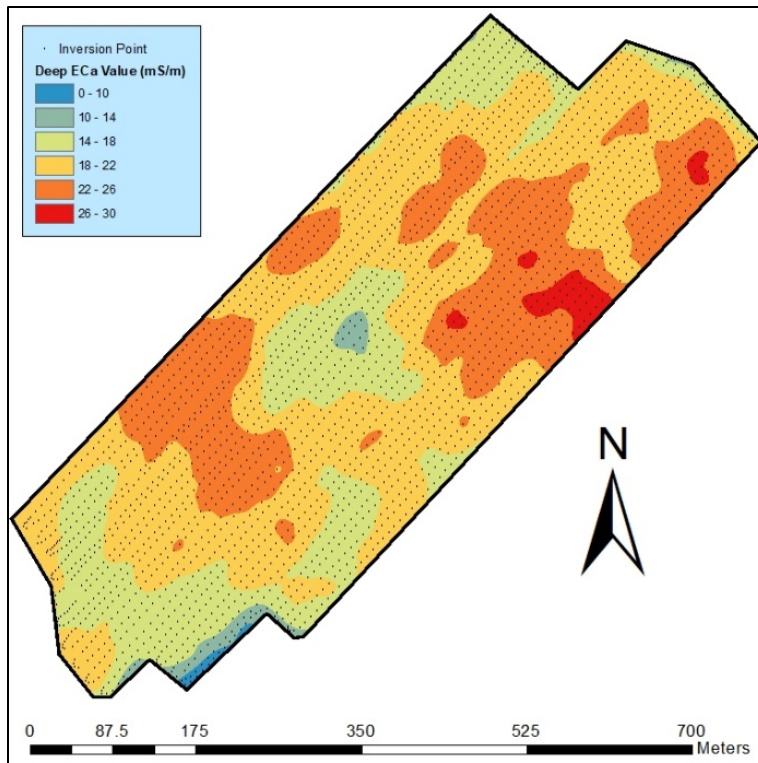 Inversion Point
Deep ECa Value (mS/m)
0 - 10
10 - 14
14 - 18
18 - 22
22 - 26
26 - 30
N
0 87.5 175 350 525 700
Meters